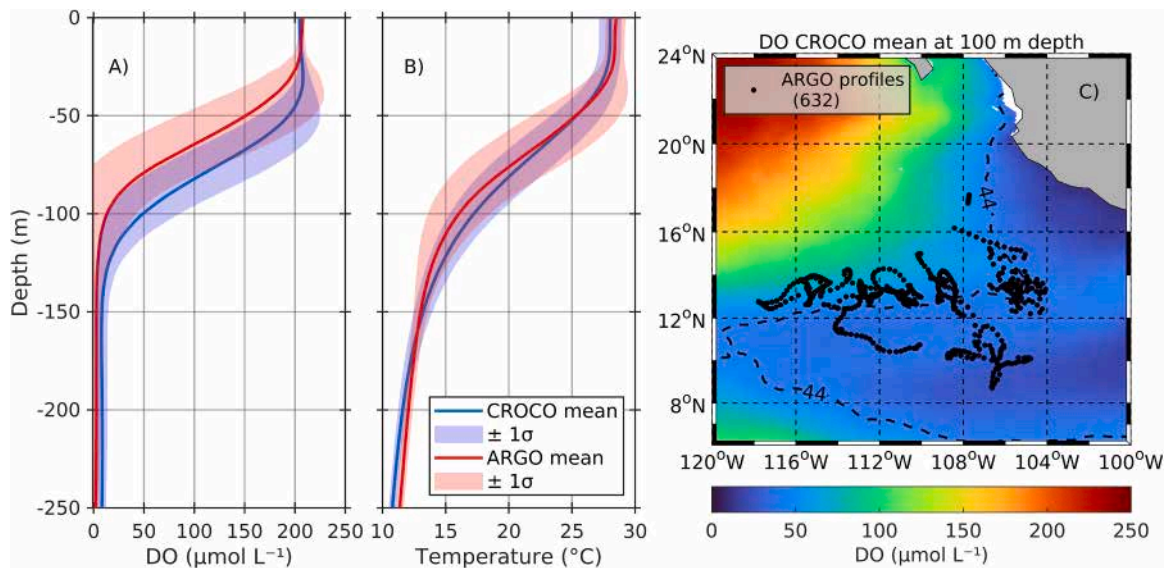 A)
0
-50
-100
-150
-200
-250
Depth (m)
0 50 100 150 200 250
DO (μmol L⁻¹)
B)
CROCO mean
± 1σ
ARGO mean
± 1σ
10 15 20 25 30
Temperature (°C)
DO CROCO mean at 100 m depth
C)
ARGO profiles
(632)
24°N
20°N
16°N
12°N
8°N
44
44
120°W 116°W 112°W 108°W 104°W 100°W
0 50 100 150 200 250
DO (μmol L⁻¹)